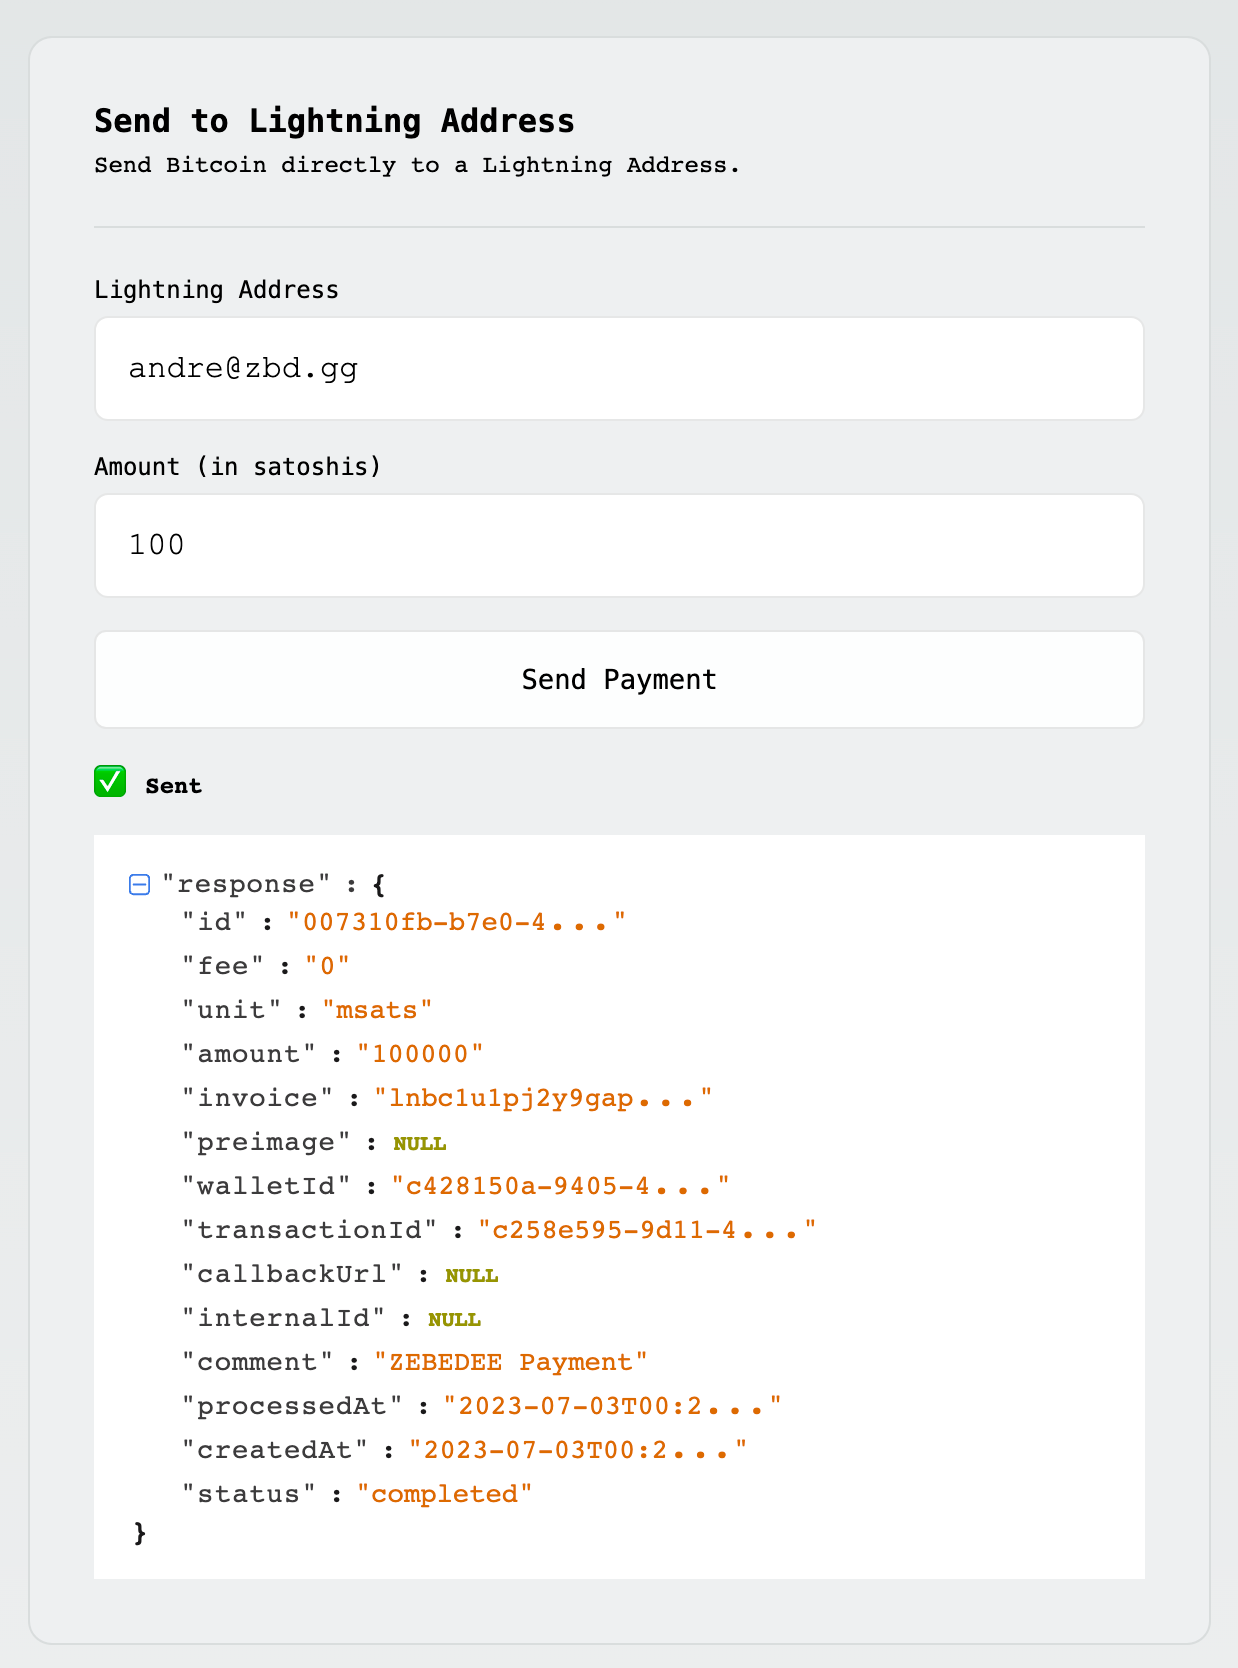 Send to Lightning Address
Send Bitcoin directly to a Lightning Address.
Lightning Address
andre@zbd.gg
Amount (in satoshis)
100
Send Payment
✅ Sent
"response" : {
"id" : "007310fb-b7e0-4..."
"fee" : "0"
"unit" : "msats"
"amount" : "100000"
"invoice" : "lnbc1u1pj2y9gap..."
"preimage" : NULL
"walletId" : "c428150a-9405-4..."
"transactionId" : "c258e595-9d11-4..."
"callbackUrl" : NULL
"internalId" : NULL
"comment" : "ZEBEDEE Payment"
"processedAt" : "2023-07-03T00:2..."
"createdAt" : "2023-07-03T00:2..."
"status" : "completed"
}